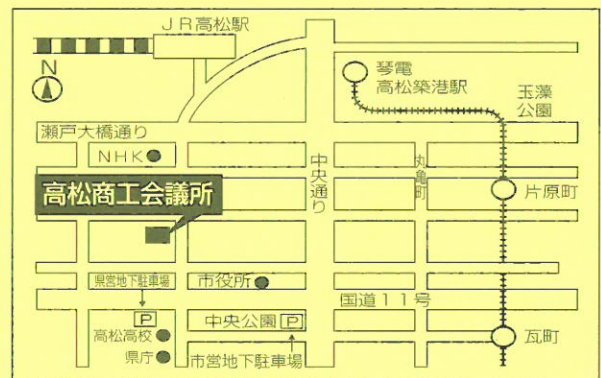 JR高松駅
N
琴電
高松築港駅
玉藻
公園
瀬戸大橋通り
NHK
中央通り
丸亀町
高松商工会議所
片原町
県営地下駐車場
市役所
国道11号
P
中央公園 P
高松高校
県庁
市営地下駐車場
瓦町